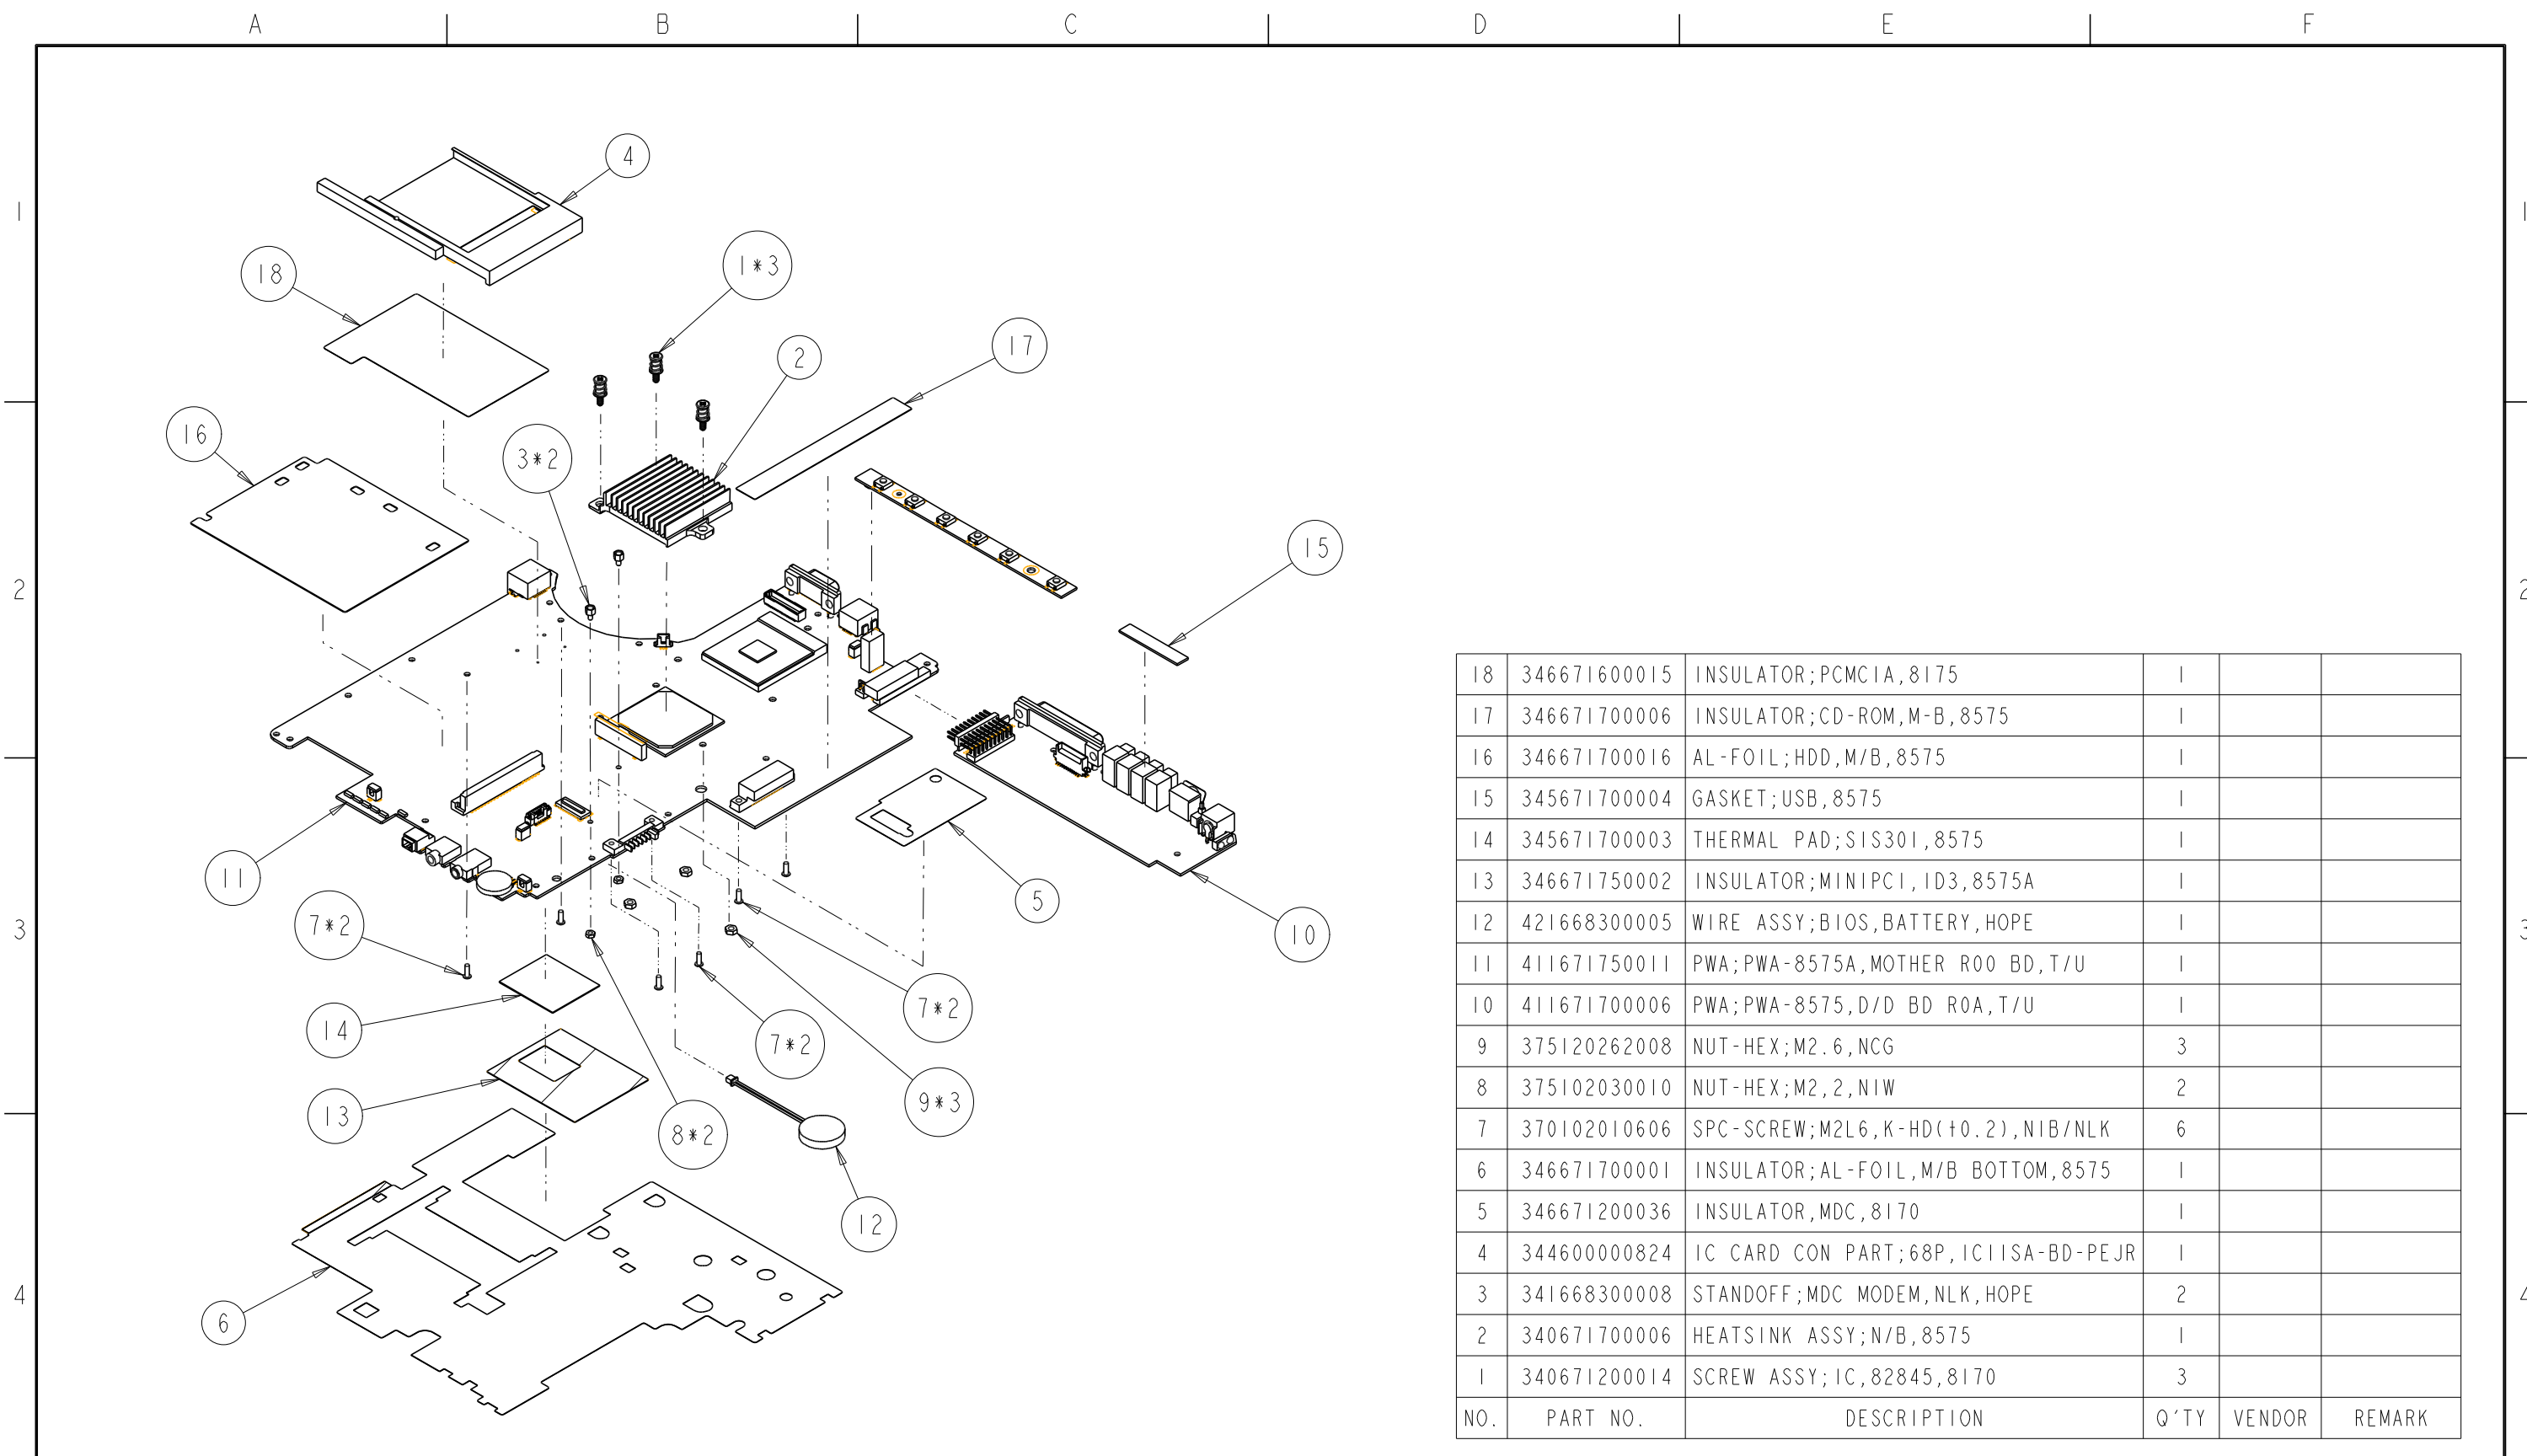 A B C D E F
1 1
2 2
3 3
4 4
4
18
1*3
2
17
16
3*2
15
11
5
7*2
10
14
7*2
7*2
13
9*3
8*2
12
6
18 346671600015 INSULATOR;PCMCIA,8175 1
17 346671700006 INSULATOR;CD-ROM,M-B,8575 1
16 346671700016 AL-FOIL;HDD,M/B,8575 1
15 345671700004 GASKET;USB,8575 1
14 345671700003 THERMAL PAD;SIS301,8575 1
13 346671750002 INSULATOR;MINIPCI,ID3,8575A 1
12 421668300005 WIRE ASSY;BIOS,BATTERY,HOPE 1
11 411671750011 PWA;PWA-8575A,MOTHER R00 BD,T/U 1
10 411671700006 PWA;PWA-8575,D/D BD R0A,T/U 1
9 375120262008 NUT-HEX;M2.6,NCG 3
8 375102030010 NUT-HEX;M2,2,NIW 2
7 370102010606 SPC-SCREW;M2L6,K-HD(t0.2),NIB/NLK 6
6 346671700001 INSULATOR;AL-FOIL,M/B BOTTOM,8575 1
5 346671200036 INSULATOR,MDC,8170 1
4 344600000824 IC CARD CON PART;68P,IC11SA-BD-PEJR 1
3 341668300008 STANDOFF;MDC MODEM,NLK,HOPE 2
2 340671700006 HEATSINK ASSY;N/B,8575 1
1 340671200014 SCREW ASSY;IC,82845,8170 3
NO. PART NO. DESCRIPTION Q'TY VENDOR REMARK